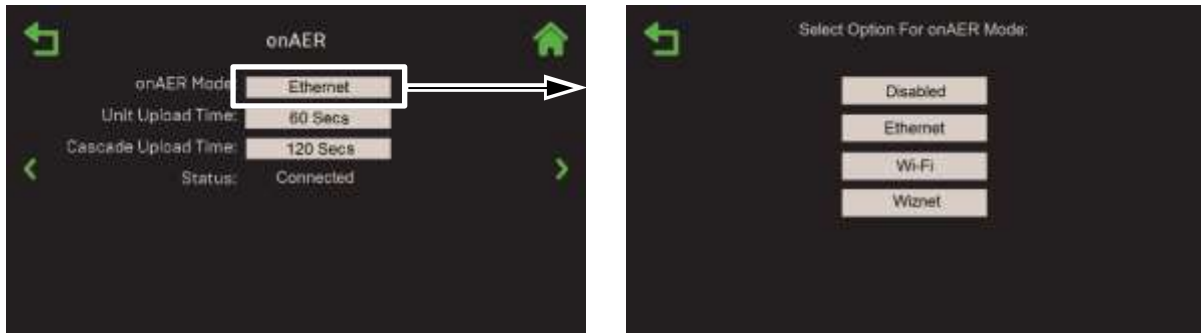 onAER
onAER Mode: Ethernet
Unit Upload Time: 60 Secs
Cascade Upload Time: 120 Secs
Status: Connected
Select Option For onAER Mode:
Disabled
Ethernet
Wi-Fi
Wiznet